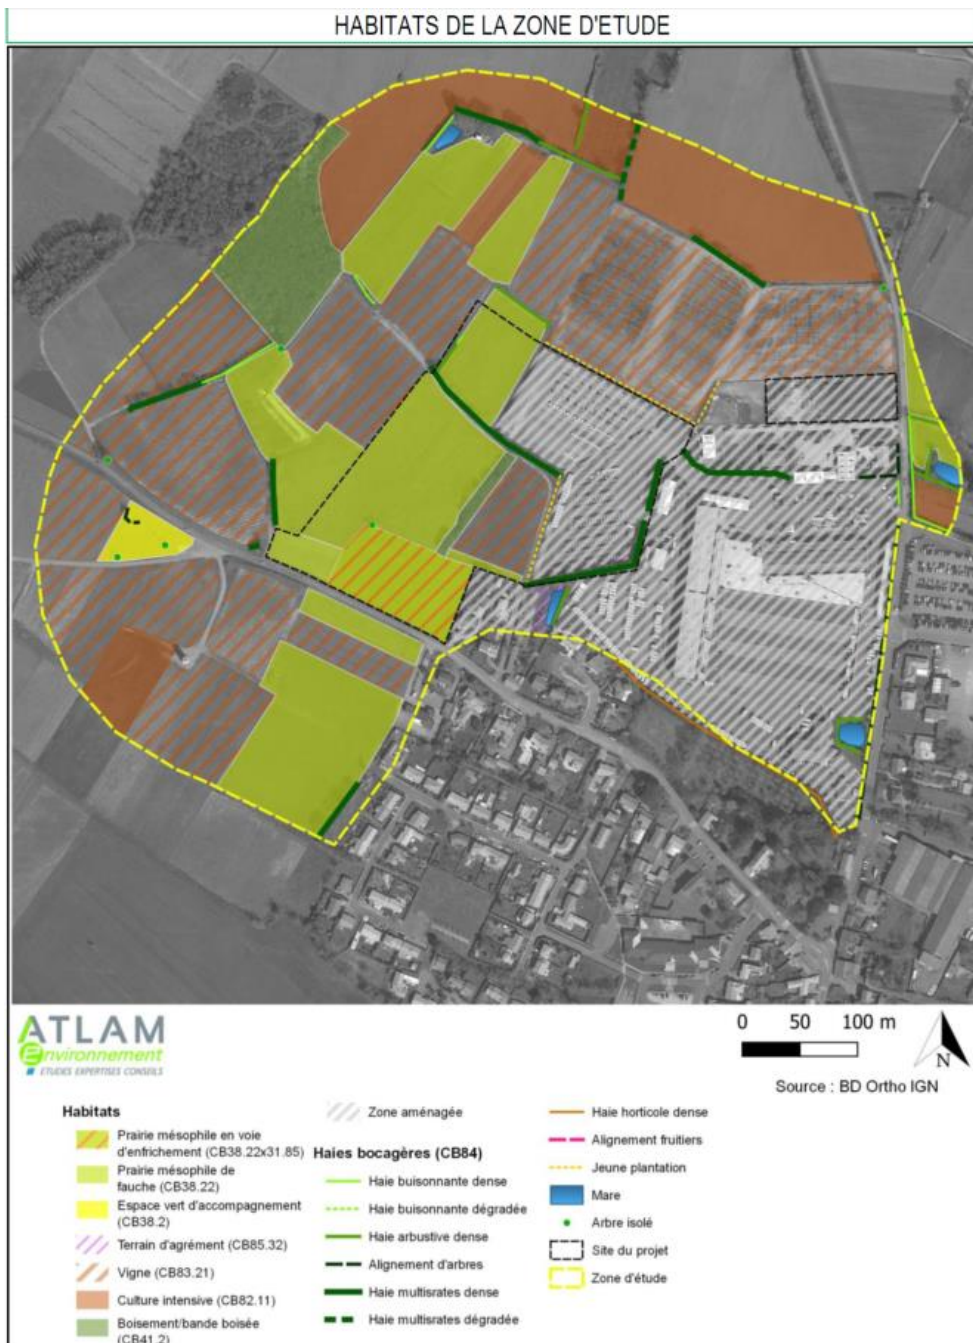 HABITATS DE LA ZONE D'ETUDE
ATLAM
Environnement
ETUDES EXPERTISES CONSEILS
0 50 100 m
N
Source : BD Ortho IGN
Habitats
Prairie mésophile en voie
d'enfrichement (CB38.22x31.85)
Prairie mésophile de
fauche (CB38.22)
Espace vert d'accompagnement
(CB38.2)
Terrain d'agrément (CB85.32)
Vigne (CB83.21)
Culture intensive (CB82.11)
Boisement/bande boisée
(CB41.2)
Zone aménagée
Haies bocagères (CB84)
Haie buisonnante dense
Haie buisonnante dégradée
Haie arbustive dense
Alignement d'arbres
Haie multisrates dense
Haie multisrates dégradée
Haie horticole dense
Alignement fruitiers
Jeune plantation
Mare
Arbre isolé
Site du projet
Zone d'étude